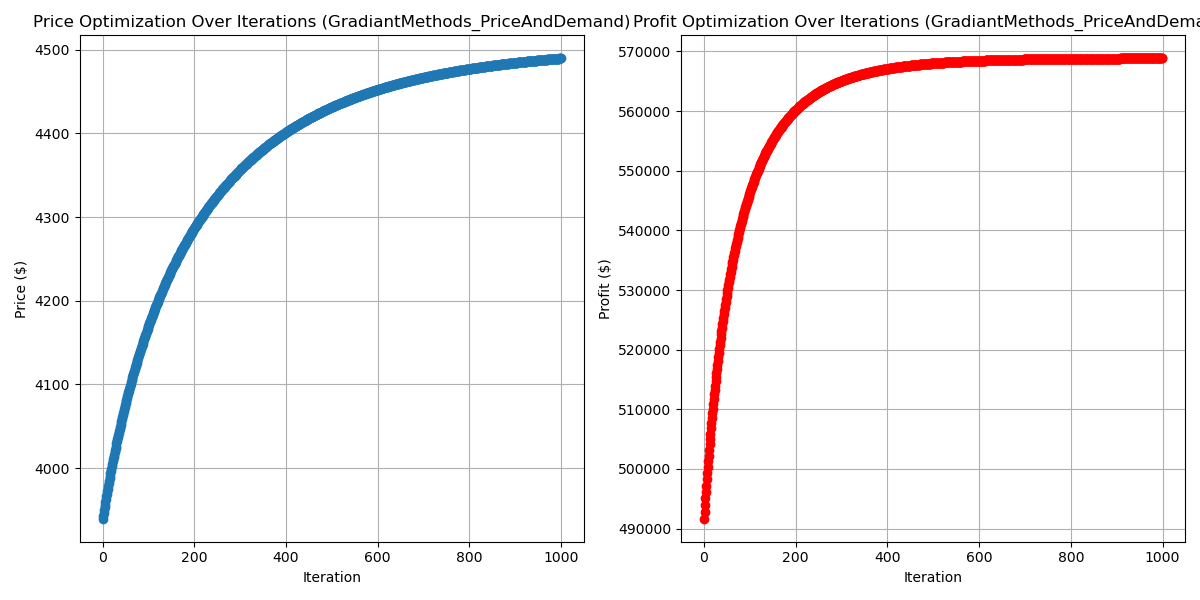 Price Optimization Over Iterations (GradiantMethods_PriceAndDemand)
Price ($)
4500
4400
4300
4200
4100
4000
0 200 400 600 800 1000
Iteration
Profit Optimization Over Iterations (GradiantMethods_PriceAndDema
Profit ($)
570000
560000
550000
540000
530000
520000
510000
500000
490000
0 200 400 600 800 1000
Iteration